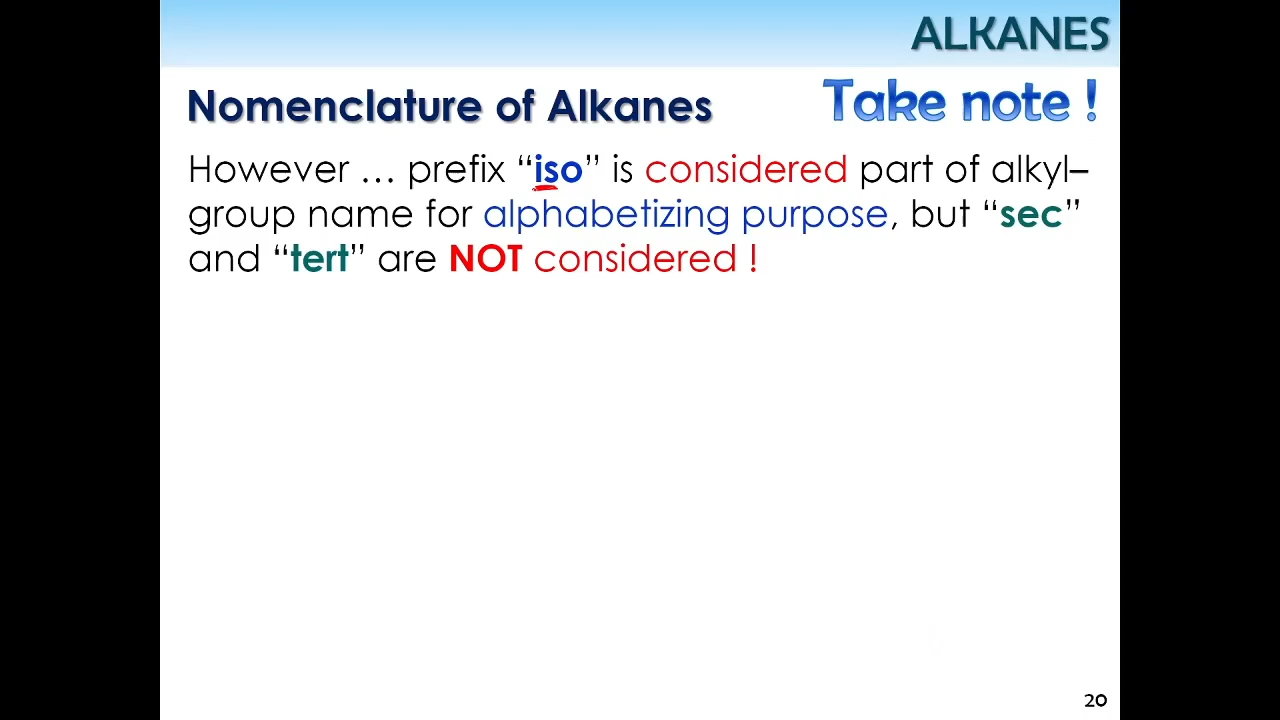 ALKANES
Nomenclature of Alkanes
Take note !
However … prefix “iso” is considered part of alkyl–
group name for alphabetizing purpose, but “sec”
and “tert” are NOT considered !
20